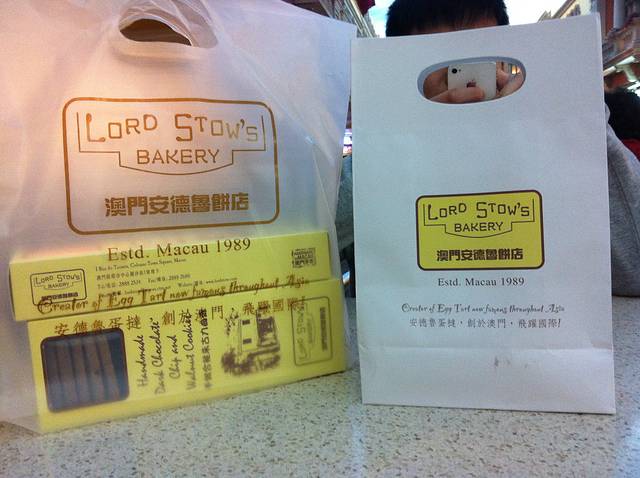 LORD STOW'S
BAKERY
澳門安德魯餅店
Estd. Macau 1989
LORD STOW'S
BAKERY
Creator of Egg Tart now famous throughout Asia
安德魯蛋撻 創於澳門, 飛躍國際!
Handmade
Dark Chocolate
Chip and
Walnut Cookies
LORD STOW'S
BAKERY
澳門安德魯餅店
Estd. Macau 1989
Creator of Egg Tart now famous throughout Asia
安德魯蛋撻,創於澳門,飛躍國際!